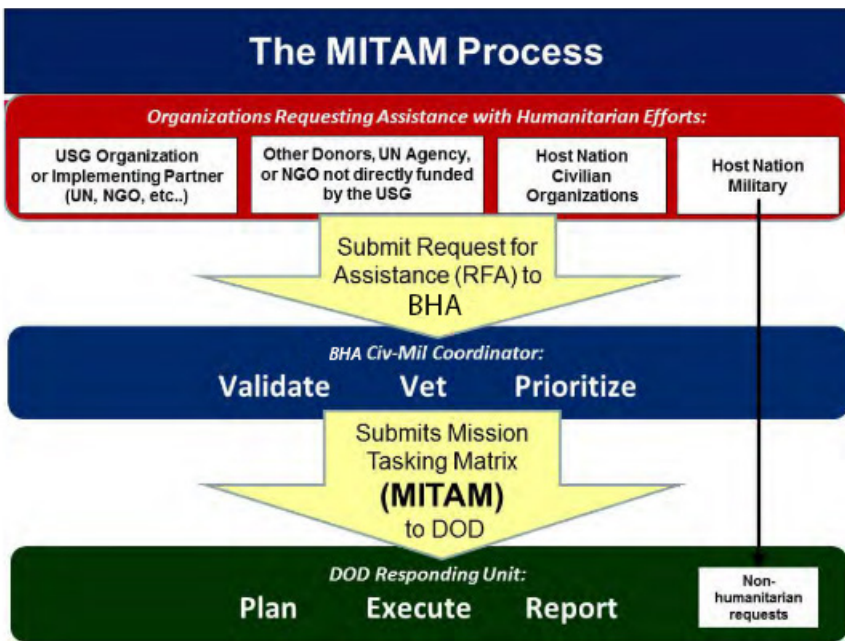 The MITAM Process
Organizations Requesting Assistance with Humanitarian Efforts:
USG Organization
or Implementing Partner
(UN, NGO, etc..)
Other Donors, UN Agency,
or NGO not directly funded
by the USG
Host Nation
Civilian
Organizations
Host Nation
Military
Submit Request for
Assistance (RFA) to
BHA
BHA Civ-Mil Coordinator:
Validate Vet Prioritize
Submits Mission
Tasking Matrix
(MITAM)
to DOD
DOD Responding Unit:
Plan Execute Report
Non-
humanitarian
requests